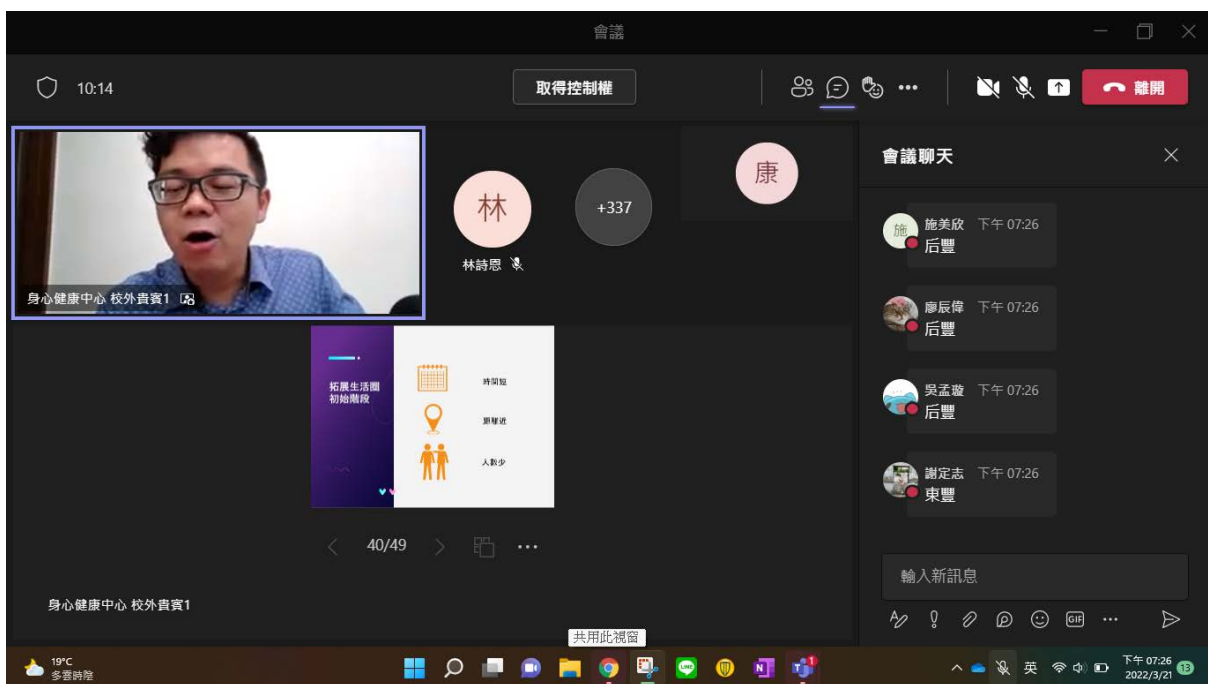 會議
10:14
取得控制權
離開
身心健康中心 校外貴賓1
林
林詩恩
+337
康
拓展生活圈
初始階段
時間短
距離近
人數少
40/49
身心健康中心 校外貴賓1
會議聊天
施
施美欣 下午 07:26
后豐
廖辰偉 下午 07:26
后豐
吳孟璇 下午 07:26
后豐
謝定志 下午 07:26
東豐
輸入新訊息
GIF
共用此視窗
19°C
多雲時陰
LINE
英
下午 07:26
2022/3/21
13